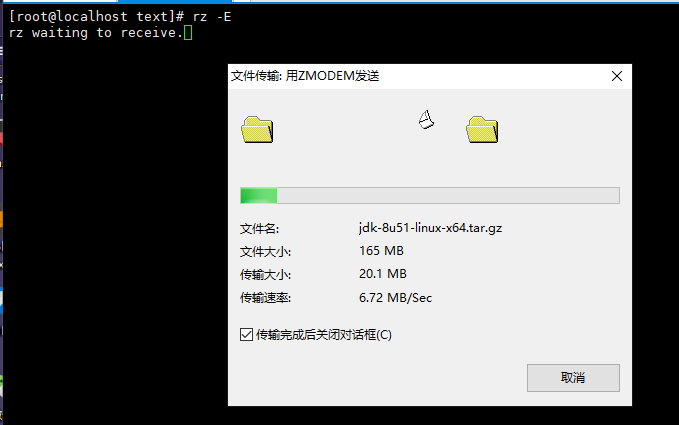 [root@localhost text]# rz -E
rz waiting to receive.
文件传输: 用ZMODEM发送
文件名: jdk-8u51-linux-x64.tar.gz
文件大小: 165 MB
传输大小: 20.1 MB
传输速率: 6.72 MB/Sec
传输完成后关闭对话框(C)
取消